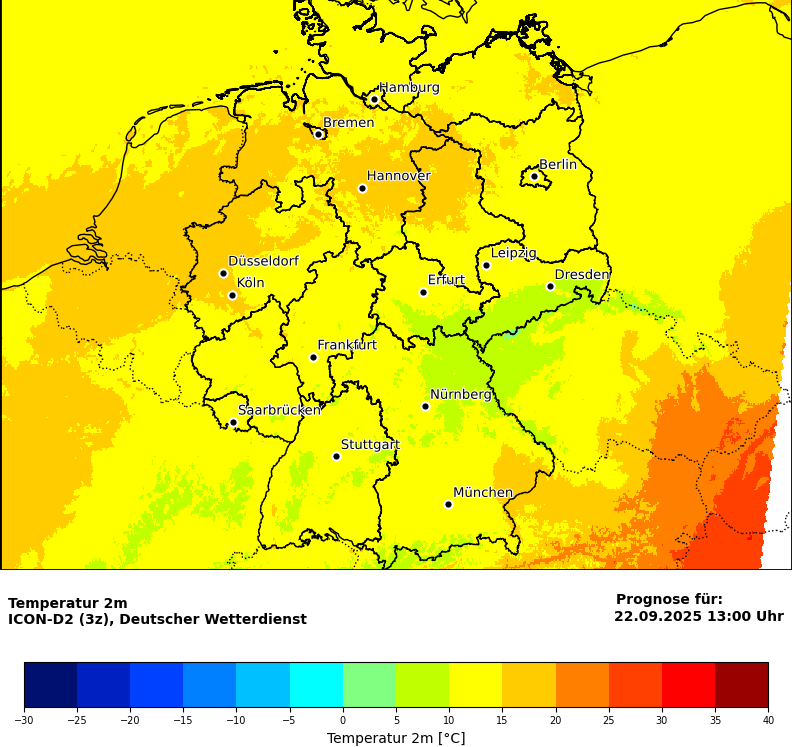 Hamburg
Bremen
Berlin
Hannover
Leipzig
Düsseldorf
Dresden
Köln
Erfurt
Frankfurt
Nürnberg
Saarbrücken
Stuttgart
München
Temperatur 2m
ICON-D2 (3z), Deutscher Wetterdienst
Prognose für:
22.09.2025 13:00 Uhr
−30 −25 −20 −15 −10 −5 0 5 10 15 20 25 30 35 40
Temperatur 2m [°C]